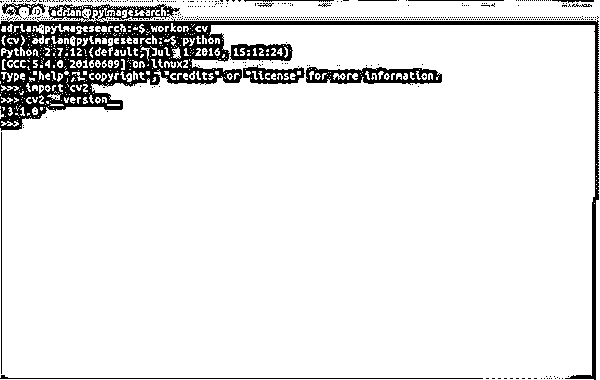 adrian@pyimagesearch: ~
adrian@pyimagesearch:~$ workon cv
(cv) adrian@pyimagesearch:~$ python
Python 2.7.12 (default, Jul 1 2016, 15:12:24)
[GCC 5.4.0 20160609] on linux2
Type "help", "copyright", "credits" or "license" for more information.
>>> import cv2
>>> cv2.__version__
'3.1.0'
>>>